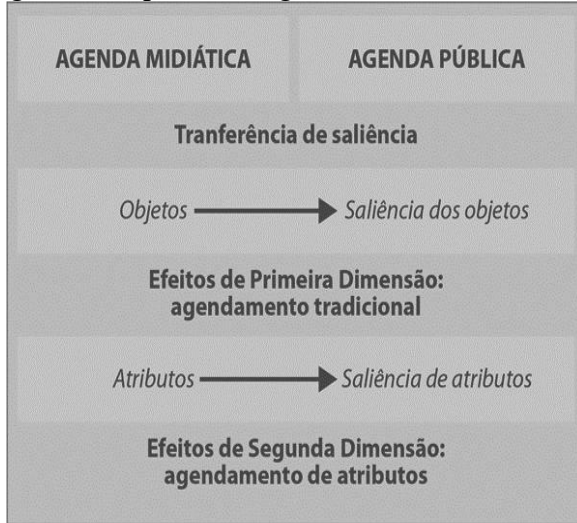 AGENDA MIDIÁTICA
AGENDA PÚBLICA
Tranferência de saliência
Objetos
Saliência dos objetos
Efeitos de Primeira Dimensão:
agendamento tradicional
Atributos
Saliência de atributos
Efeitos de Segunda Dimensão:
agendamento de atributos